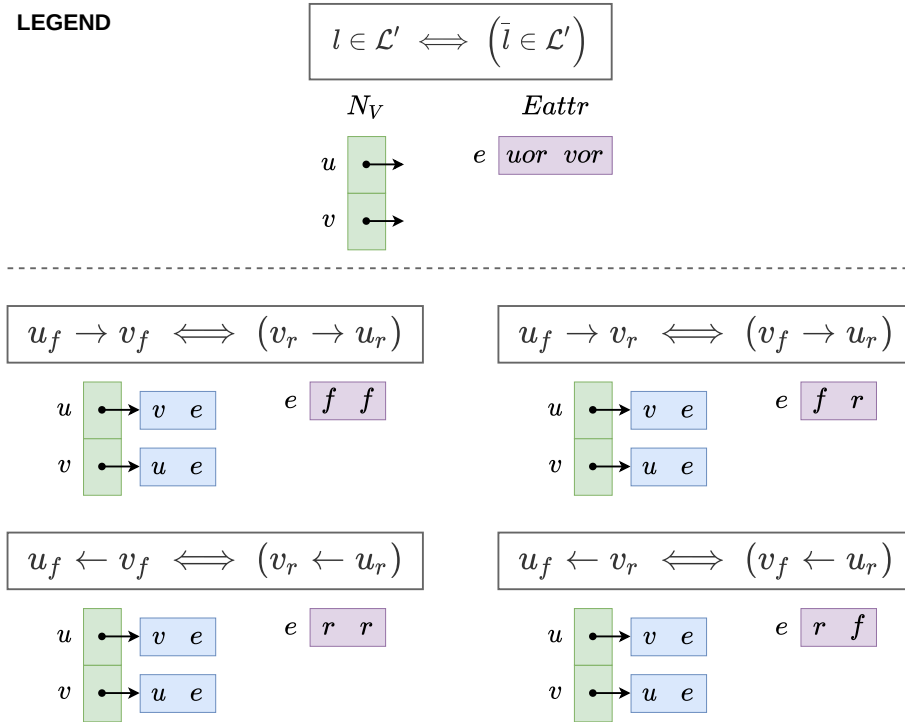 LEGEND
l ∈ ℒ′ ⟺ (l̄ ∈ ℒ′)
N_V Eattr
u e uor vor
v
u_f → v_f ⟺ (v_r → u_r) u_f → v_r ⟺ (v_f → u_r)
u v e e f f u v e e f r
v u e v u e
u_f ← v_f ⟺ (v_r ← u_r) u_f ← v_r ⟺ (v_f ← u_r)
u v e e r r u v e e r f
v u e v u e